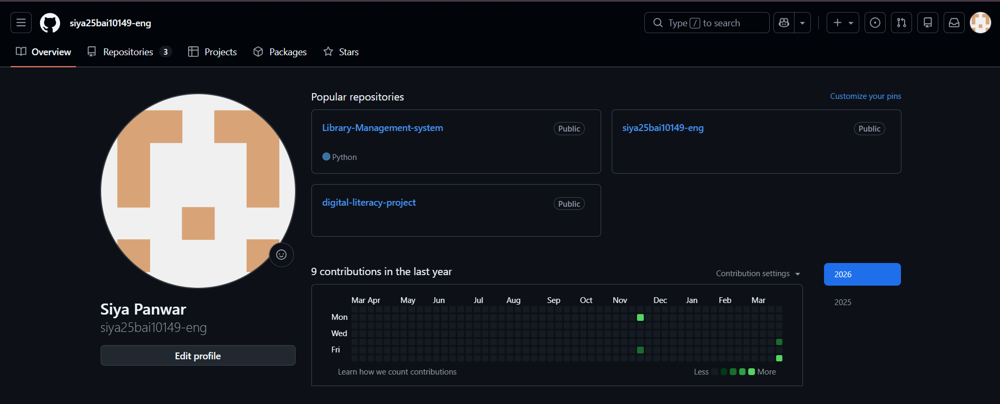 siya25bai10149-eng
Type / to search
Overview Repositories 3 Projects Packages Stars
Popular repositories
Customize your pins
Library-Management-system Public
Python
siya25bai10149-eng Public
digital-literacy-project Public
Siya Panwar
siya25bai10149-eng
Edit profile
9 contributions in the last year
Contribution settings
2026
2025
Mar Apr May Jun Jul Aug Sep Oct Nov Dec Jan Feb Mar
Mon
Wed
Fri
Learn how we count contributions
Less More